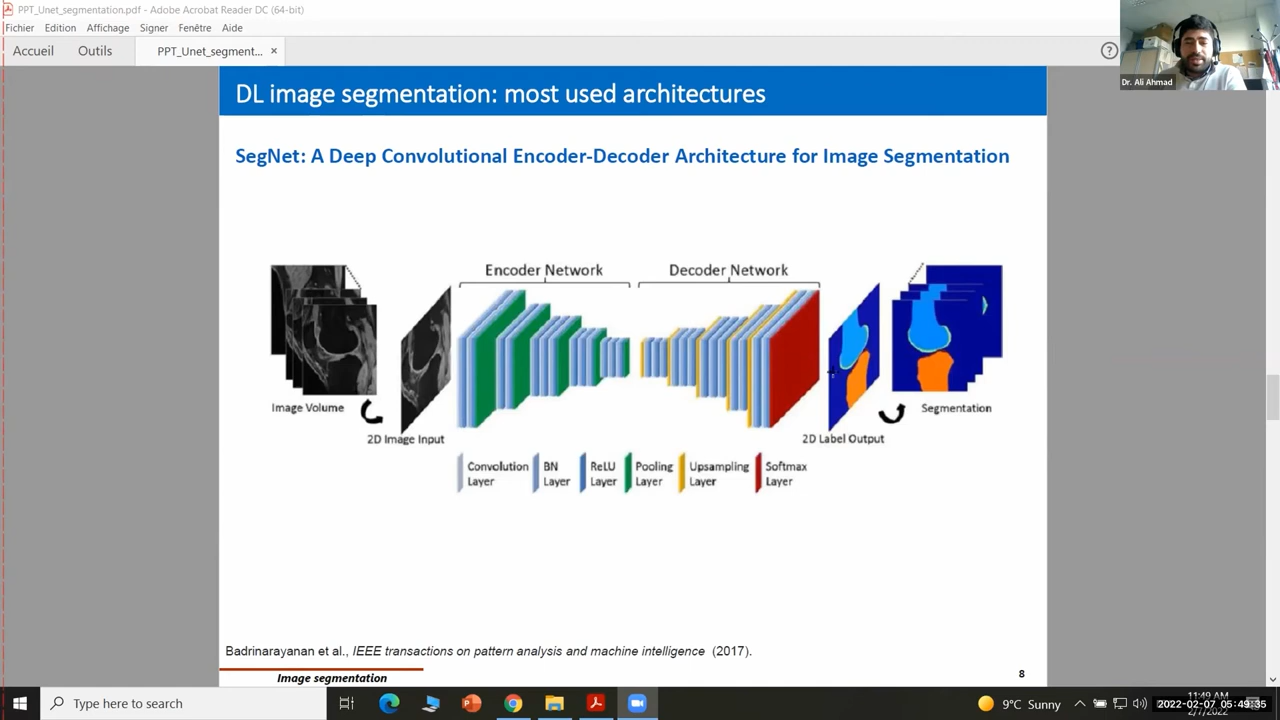 PPT_Unet_segmentation.pdf - Adobe Acrobat Reader DC (64-bit)
Fichier Edition Affichage Signer Fenêtre Aide
Accueil Outils PPT_Unet_segment... ×
Dr. Ali Ahmad
DL image segmentation: most used architectures
SegNet: A Deep Convolutional Encoder-Decoder Architecture for Image Segmentation
Encoder Network Decoder Network
Image Volume Segmentation
2D Image Input 2D Label Output
Convolution Layer
BN Layer
ReLU Layer
Pooling Layer
Upsampling Layer
Softmax Layer
Badrinarayanan et al., IEEE transactions on pattern analysis and machine intelligence (2017).
Image segmentation 8
Type here to search
9°C Sunny
11:49 AM
2022-02-07 05:49:35